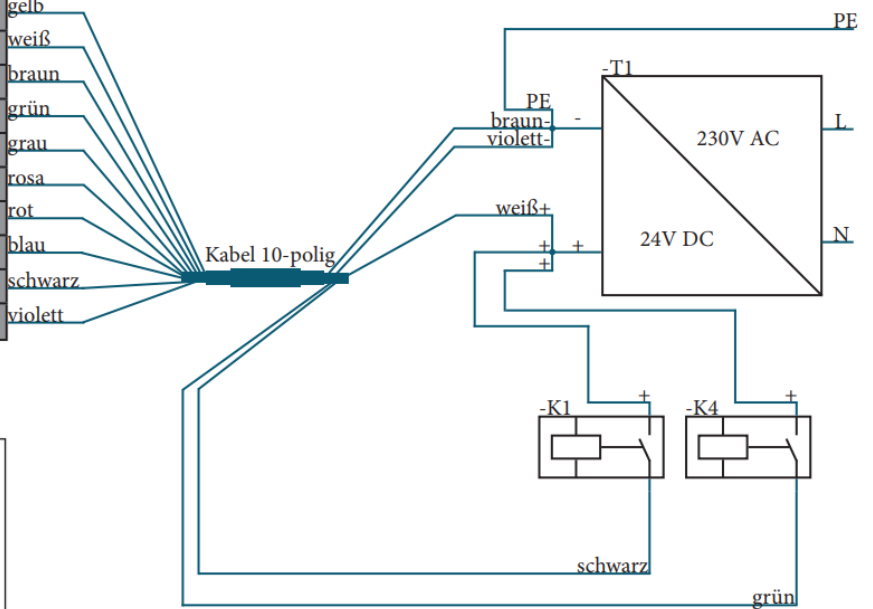 gelb
weiß
braun
grün
grau
rosa
rot
blau
schwarz
violett
Kabel 10-polig
PE
-T1
PE
braun-
violett-
-
230V AC
L
weiß+
+
+
+
24V DC
N
-K1
+
-K4
+
schwarz
grün